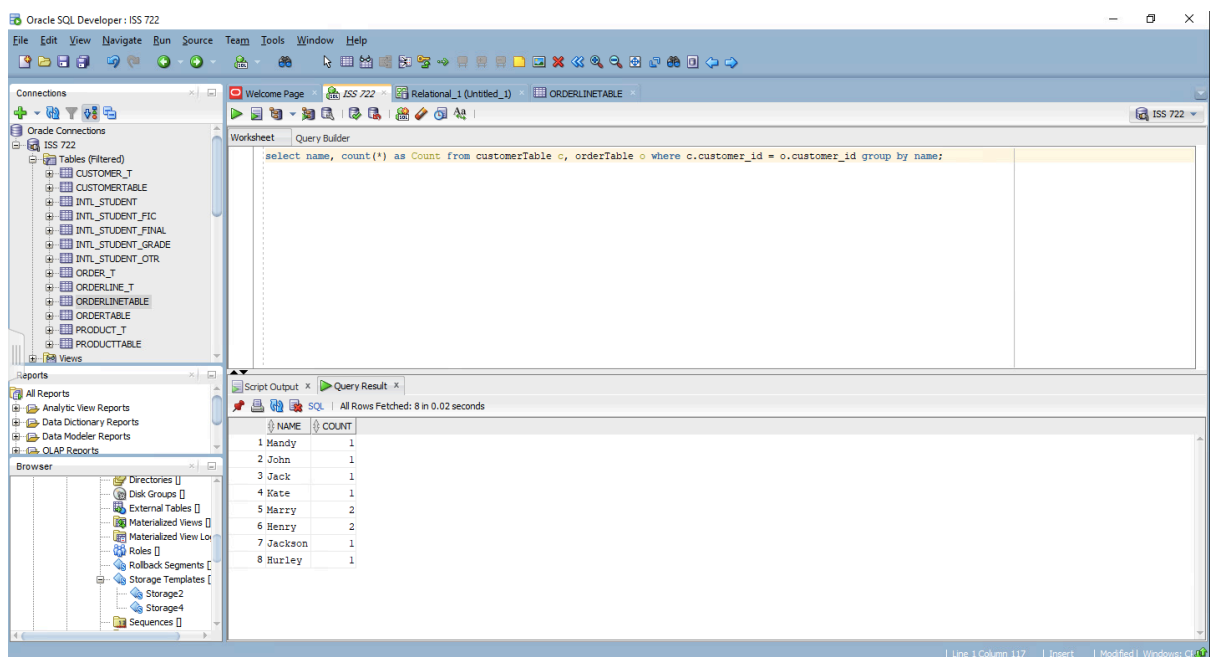 Oracle SQL Developer : ISS 722
File Edit View Navigate Run Source Team Tools Window Help
Connections
Oracle Connections
ISS 722
Tables (Filtered)
CUSTOMER_T
CUSTOMERTABLE
INTL_STUDENT
INTL_STUDENT_FIC
INTL_STUDENT_FINAL
INTL_STUDENT_GRADE
INTL_STUDENT_OTR
ORDER_T
ORDERLINE_T
ORDERLINETABLE
ORDERTABLE
PRODUCT_T
PRODUCTTABLE
Views
Reports
All Reports
Analytic View Reports
Data Dictionary Reports
Data Modeler Reports
OLAP Reports
Browser
Directories []
Disk Groups []
External Tables []
Materialized Views []
Materialized View Lo
Roles []
Rollback Segments [
Storage Templates [
Storage2
Storage4
Sequences []
Welcome Page ISS 722 Relational_1 (Untitled_1) ORDERLINETABLE
ISS 722
Worksheet Query Builder
select name, count(*) as Count from customerTable c, orderTable o where c.customer_id = o.customer_id group by name;
Script Output x Query Result x
SQL | All Rows Fetched: 8 in 0.02 seconds
NAME COUNT
1 Mandy 1
2 John 1
3 Jack 1
4 Kate 1
5 Marry 2
6 Henry 2
7 Jackson 1
8 Hurley 1
| Line 1 Column 117 | Insert | Modified | Windows: C